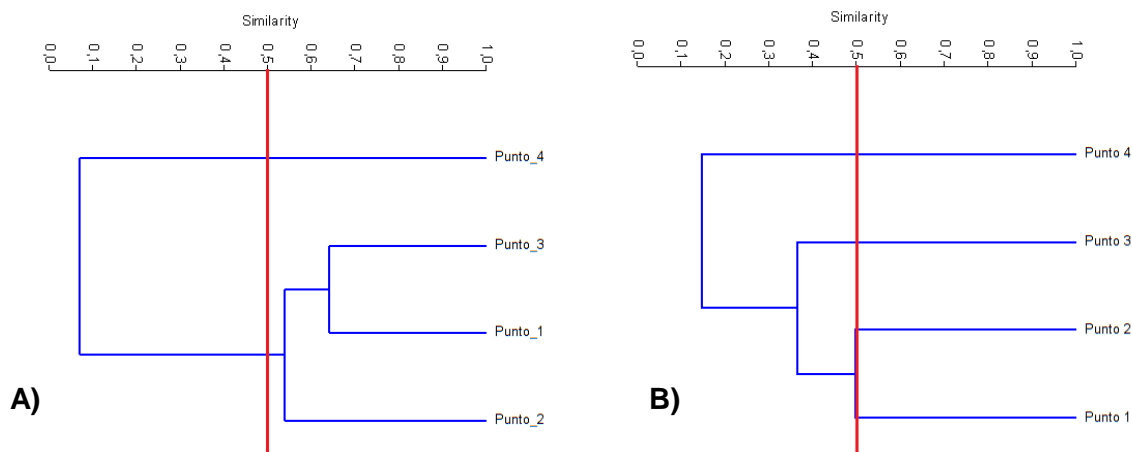 Similarity
0,0 0,1 0,2 0,3 0,4 0,5 0,6 0,7 0,8 0,9 1,0
Punto_4
Punto_3
Punto_1
Punto_2
A)
Similarity
0,0 0,1 0,2 0,3 0,4 0,5 0,6 0,7 0,8 0,9 1,0
Punto 4
Punto 3
Punto 2
Punto 1
B)